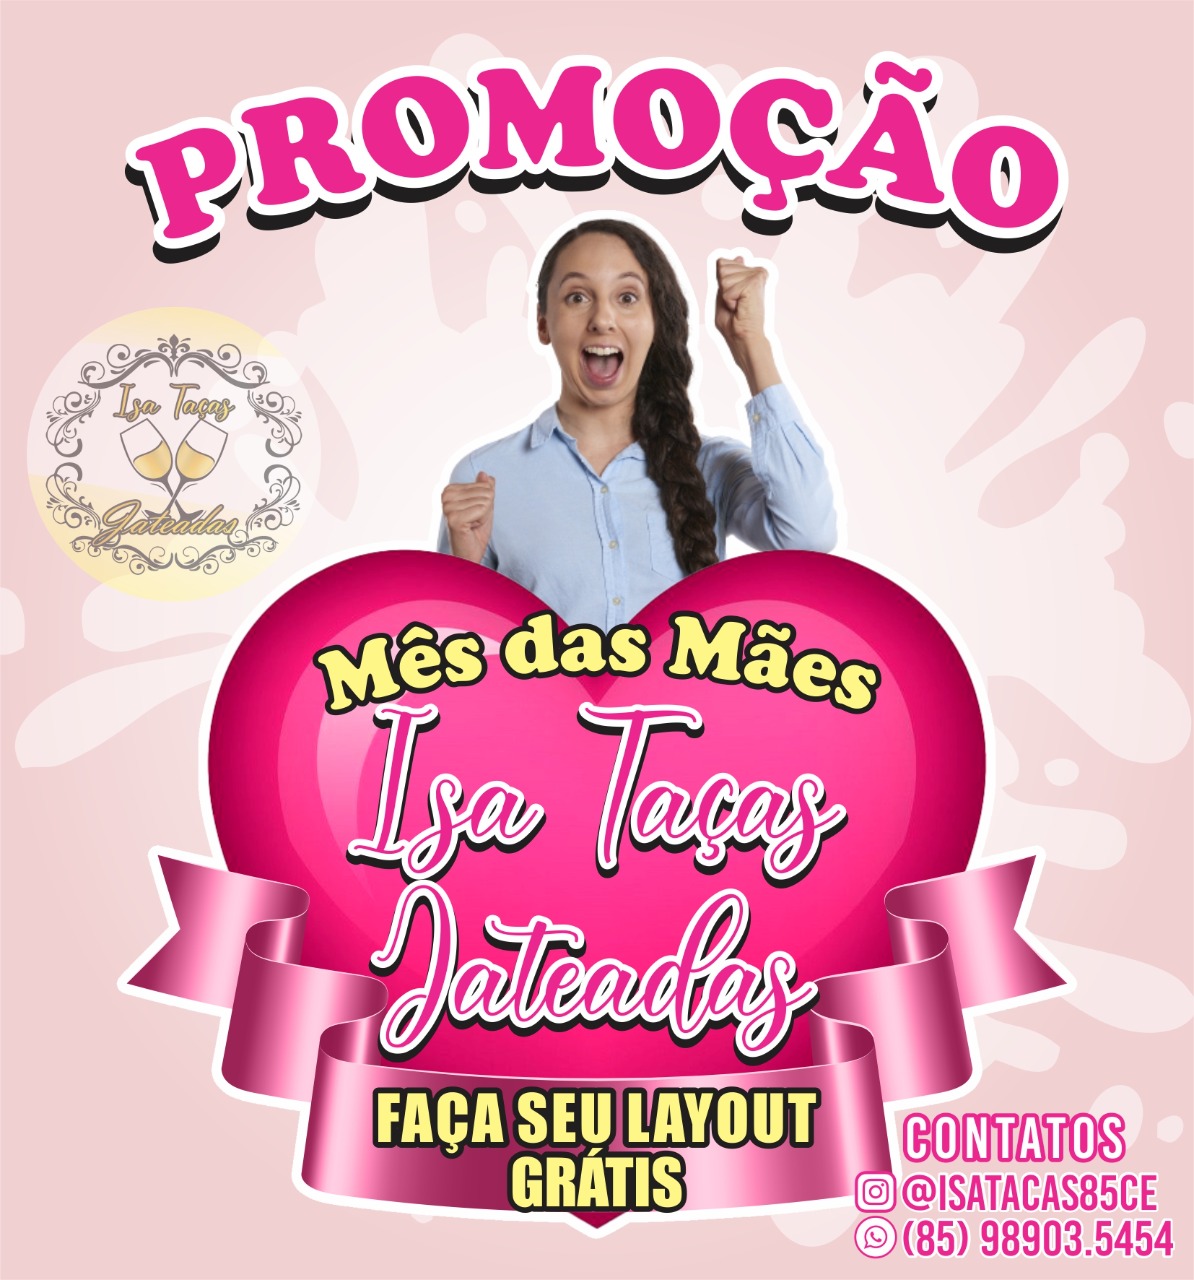 PROMOÇÃO
Isa Taças
Jateadas
Mês das Mães
Isa Taças
Jateadas
FAÇA SEU LAYOUT
GRÁTIS
CONTATOS
@ISATACAS85CE
(85) 98903.5454